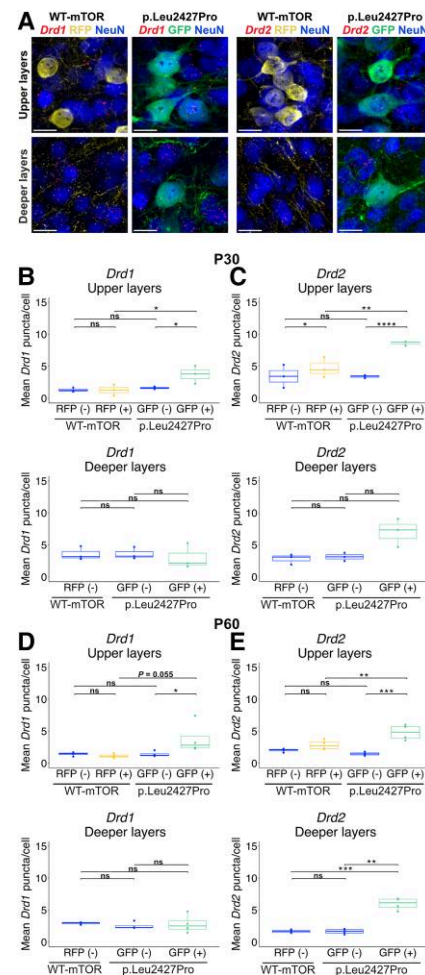 A
WT-mTOR p.Leu2427Pro WT-mTOR p.Leu2427Pro
Drd1 RFP NeuN Drd1 GFP NeuN Drd2 RFP NeuN Drd2 GFP NeuN
Upper layers
Deeper layers
P30
B Drd1 C Drd2
Upper layers Upper layers
Mean Drd1 puncta/cell
15
10
5
0
*
ns
ns *
RFP (-) RFP (+) GFP (-) GFP (+)
WT-mTOR p.Leu2427Pro
Mean Drd2 puncta/cell
15
10
5
0
**
ns
* ****
RFP (-) RFP (+) GFP (-) GFP (+)
WT-mTOR p.Leu2427Pro
Drd1 Drd2
Deeper layers Deeper layers
Mean Drd1 puncta/cell
15
10
5
0
ns
ns
ns
RFP (-) GFP (-) GFP (+)
WT-mTOR p.Leu2427Pro
Mean Drd2 puncta/cell
15
10
5
0
ns
ns
ns
RFP (-) GFP (-) GFP (+)
WT-mTOR p.Leu2427Pro
P60
D Drd1 E Drd2
Upper layers Upper layers
Mean Drd1 puncta/cell
15
10
5
0
P = 0.055
ns
ns *
RFP (-) RFP (+) GFP (-) GFP (+)
WT-mTOR p.Leu2427Pro
Mean Drd2 puncta/cell
15
10
5
0
**
ns
ns ***
RFP (-) RFP (+) GFP (-) GFP (+)
WT-mTOR p.Leu2427Pro
Drd1 Drd2
Deeper layers Deeper layers
Mean Drd1 puncta/cell
15
10
5
0
ns
ns
ns
RFP (-) GFP (-) GFP (+)
WT-mTOR p.Leu2427Pro
Mean Drd2 puncta/cell
15
10
5
0
**
***
ns
RFP (-) GFP (-) GFP (+)
WT-mTOR p.Leu2427Pro